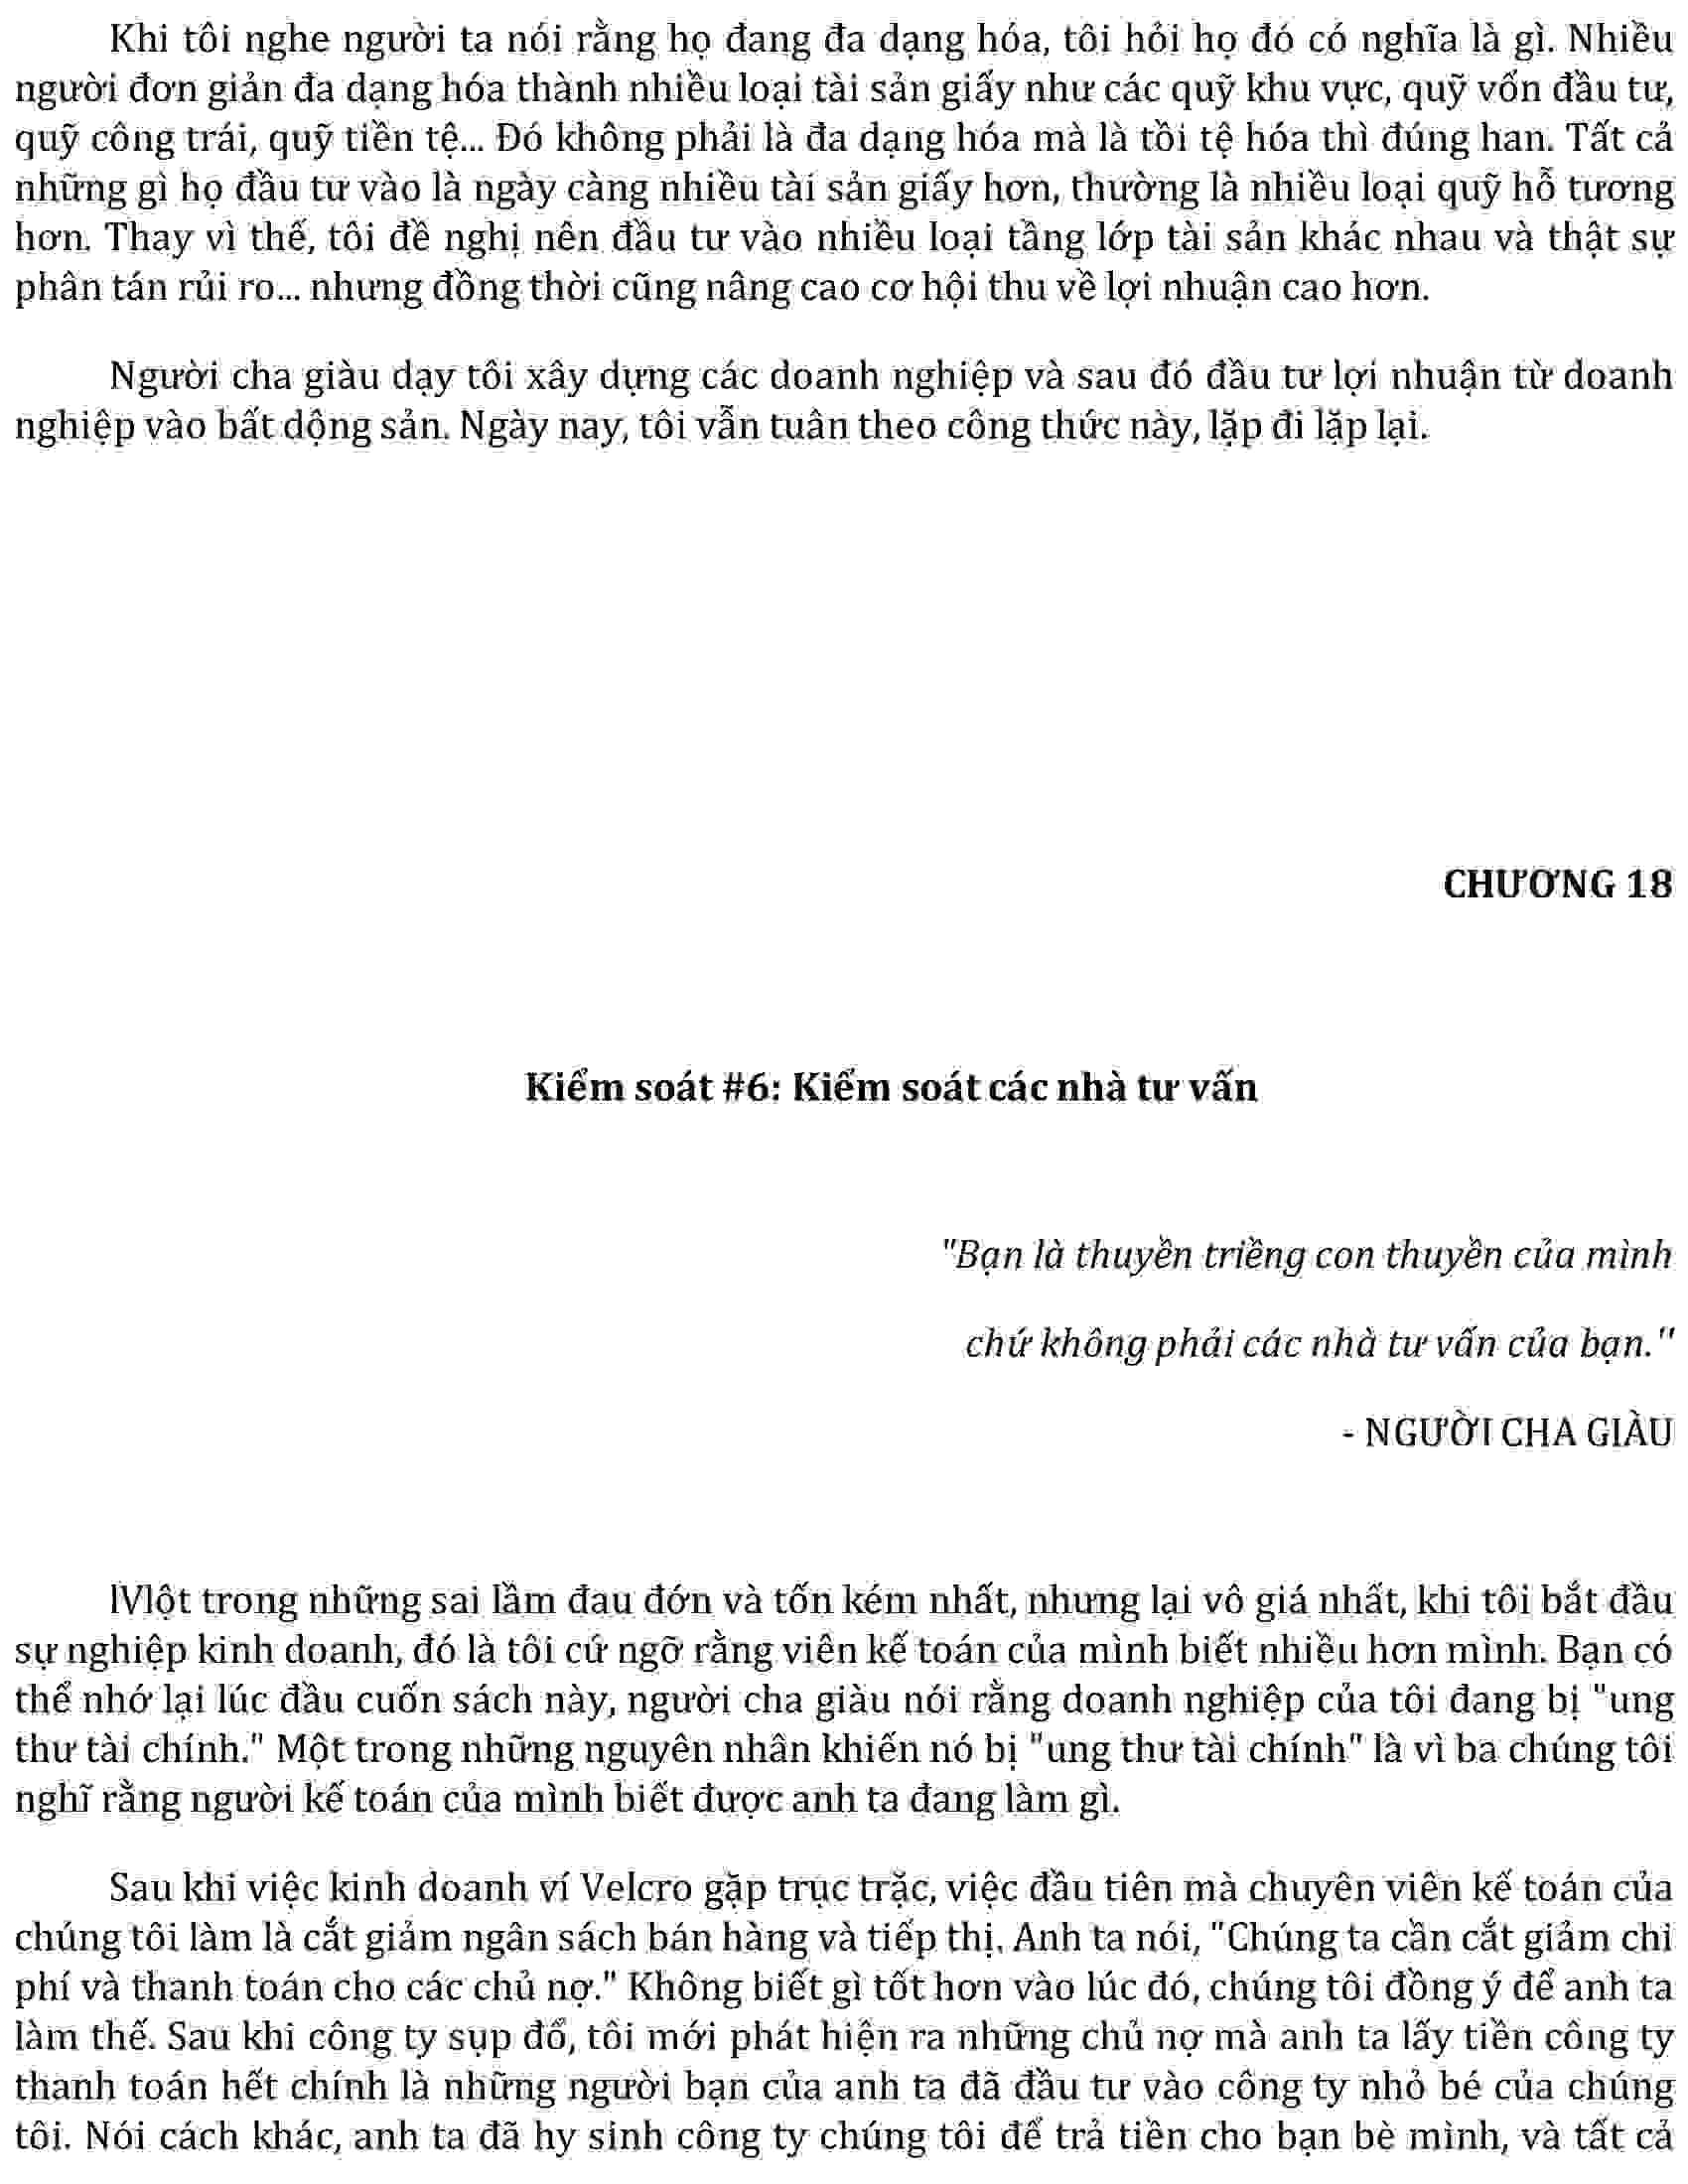 Khi tôi nghe người ta nói rằng họ đang đa dạng hóa, tôi hỏi họ đó có nghĩa là gì. Nhiều
người đơn giản đa dạng hóa thành nhiều loại tài sản giấy như các quỹ khu vực, quỹ vốn đầu tư,
quỹ công trái, quỹ tiền tệ... Đó không phải là đa dạng hóa mà là tồi tệ hóa thì đúng han. Tất cả
những gì họ đầu tư vào là ngày càng nhiều tài sản giấy hơn, thường là nhiều loại quỹ hỗ tương
hơn. Thay vì thế, tôi đề nghị nên đầu tư vào nhiều loại tầng lớp tài sản khác nhau và thật sự
phân tán rủi ro... nhưng đồng thời cũng nâng cao cơ hội thu về lợi nhuận cao hơn.
Người cha giàu dạy tôi xây dựng các doanh nghiệp và sau đó đầu tư lợi nhuận từ doanh
nghiệp vào bất dộng sản. Ngày nay, tôi vẫn tuân theo công thức này, lặp đi lặp lại.
CHƯƠNG 18
Kiểm soát #6: Kiểm soát các nhà tư vấn
"Bạn là thuyền triềng con thuyền của mình
chứ không phải các nhà tư vấn của bạn."
- NGƯỜI CHA GIÀU
lVlột trong những sai lầm đau đớn và tốn kém nhất, nhưng lại vô giá nhất, khi tôi bắt đầu
sự nghiệp kinh doanh, đó là tôi cứ ngỡ rằng viên kế toán của mình biết nhiều hơn mình. Bạn có
thể nhớ lại lúc đầu cuốn sách này, người cha giàu nói rằng doanh nghiệp của tôi đang bị "ung
thư tài chính." Một trong những nguyên nhân khiến nó bị "ung thư tài chính" là vì ba chúng tôi
nghĩ rằng người kế toán của mình biết được anh ta đang làm gì.
Sau khi việc kinh doanh ví Velcro gặp trục trặc, việc đầu tiên mà chuyên viên kế toán của
chúng tôi làm là cắt giảm ngân sách bán hàng và tiếp thị. Anh ta nói, "Chúng ta cần cắt giảm chi
phí và thanh toán cho các chủ nợ." Không biết gì tốt hơn vào lúc đó, chúng tôi đồng ý để anh ta
làm thế. Sau khi công ty sụp đổ, tôi mới phát hiện ra những chủ nợ mà anh ta lấy tiền công ty
thanh toán hết chính là những người bạn của anh ta đã đầu tư vào công ty nhỏ bé của chúng
tôi. Nói cách khác, anh ta đã hy sinh công ty chúng tôi để trả tiền cho bạn bè mình, và tất cả